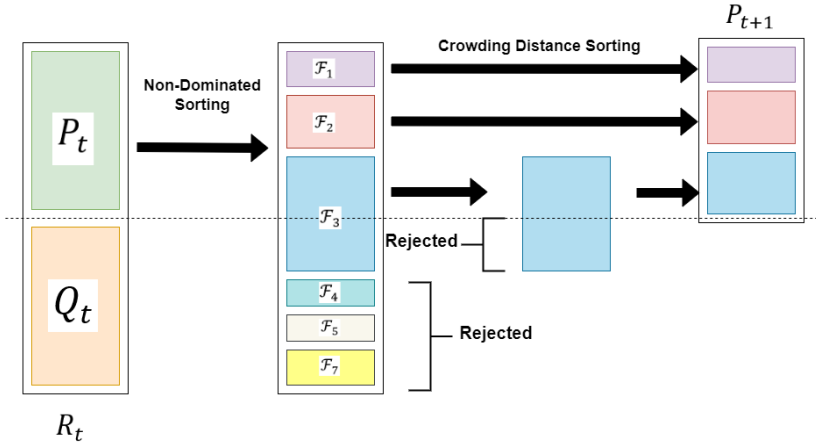 P_{t+1}
Crowding Distance Sorting
Non-Dominated
Sorting
P_t
Q_t
R_t
ℱ_1
ℱ_2
ℱ_3
ℱ_4
ℱ_5
ℱ_7
Rejected
Rejected